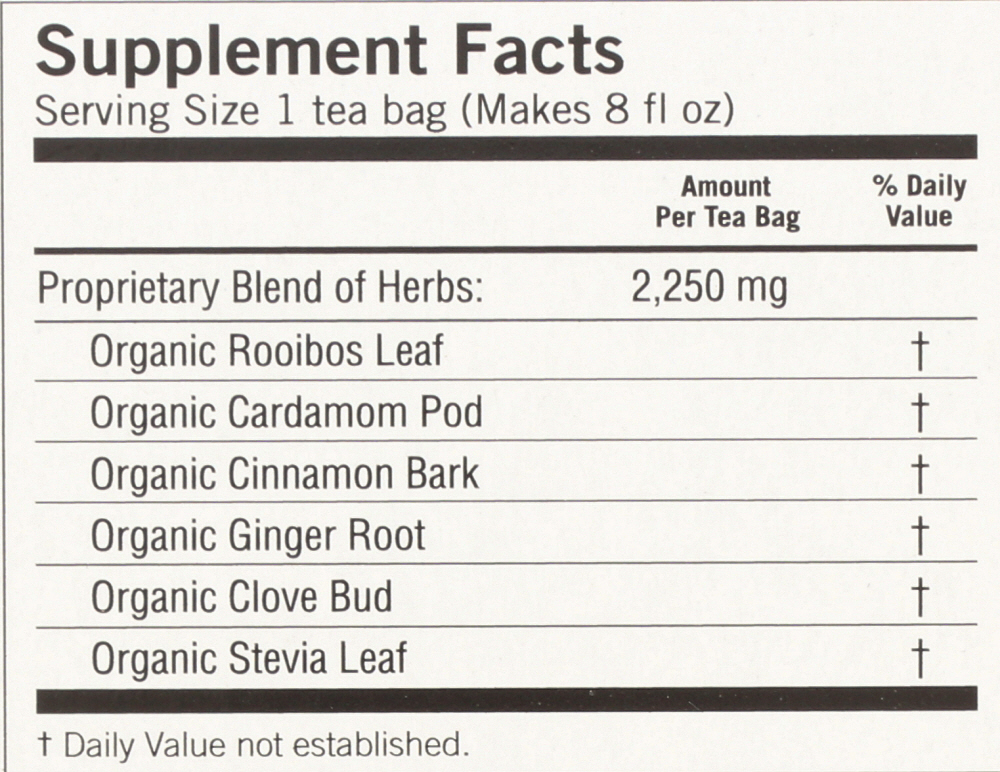 Supplement Facts
Serving Size 1 tea bag (Makes 8 fl oz)
Amount % Daily
Per Tea Bag Value
Proprietary Blend of Herbs: 2,250 mg
Organic Rooibos Leaf †
Organic Cardamom Pod †
Organic Cinnamon Bark †
Organic Ginger Root †
Organic Clove Bud †
Organic Stevia Leaf †
† Daily Value not established.